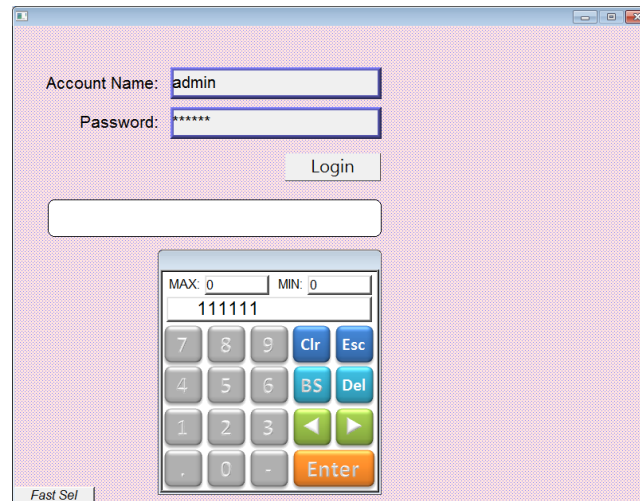 Account Name: admin
Password: ******
Login
MAX: 0 MIN: 0
111111
7 8 9 Clr Esc
4 5 6 BS Del
1 2 3
. 0 - Enter
Fast Sel